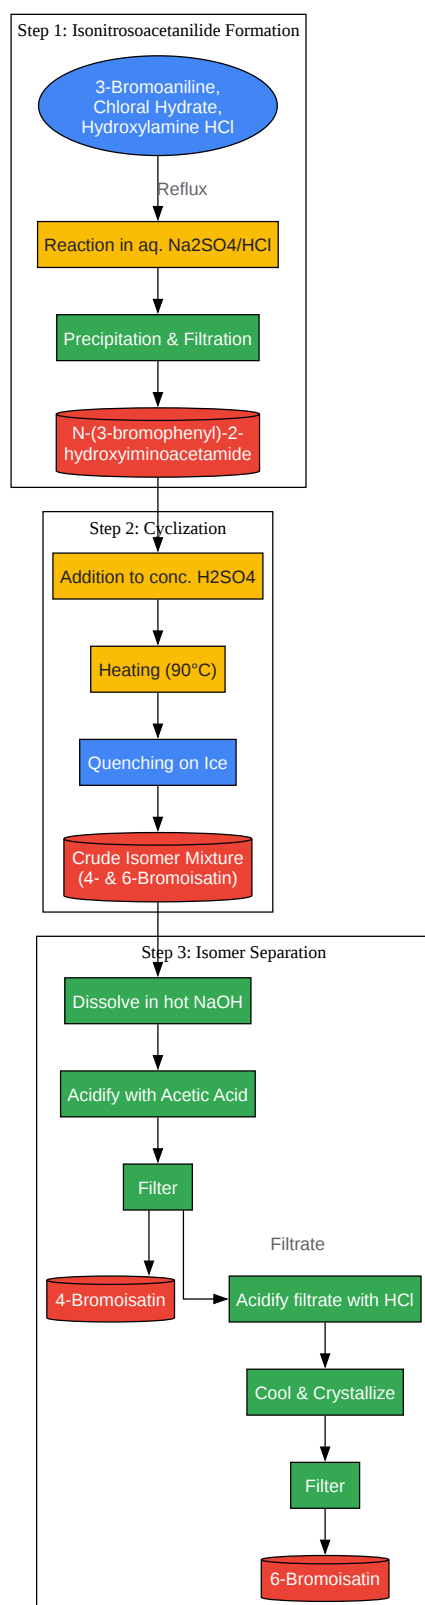 Step 1: Isonitrosoacetanilide Formation
3-Bromoaniline,
Chloral Hydrate,
Hydroxylamine HCl
Reflux
Reaction in aq. Na2SO4/HCl
Precipitation & Filtration
N-(3-bromophenyl)-2-
hydroxyiminoacetamide
Step 2: Cyclization
Addition to conc. H2SO4
Heating (90°C)
Quenching on Ice
Crude Isomer Mixture
(4- & 6-Bromoisatin)
Step 3: Isomer Separation
Dissolve in hot NaOH
Acidify with Acetic Acid
Filter
Filtrate
4-Bromoisatin
Acidify filtrate with HCl
Cool & Crystallize
Filter
6-Bromoisatin